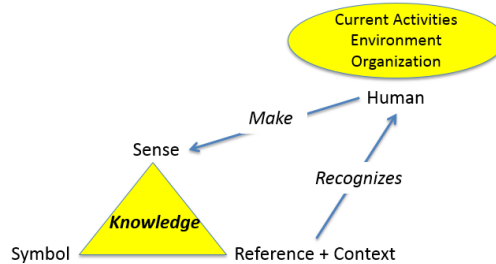 Current Activities
Environment
Organization
Human
Make
Sense
Recognizes
Knowledge
Symbol
Reference + Context